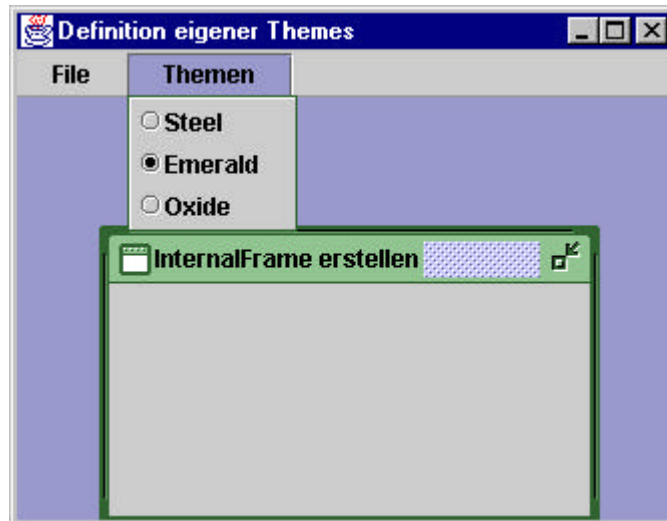 Definition eigener Themes
File Themen
Steel
Emerald
Oxide
InternalFrame erstellen